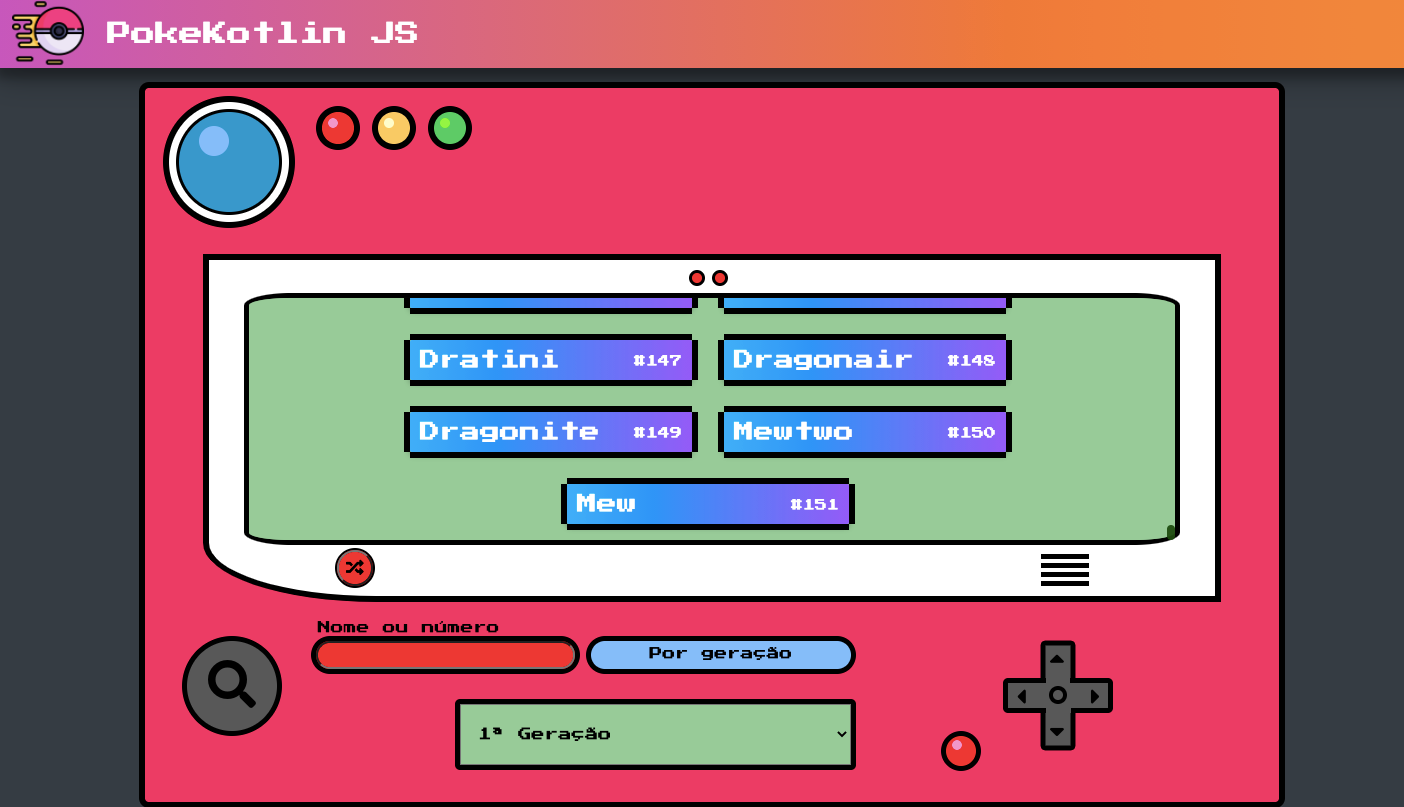 PokeKotlin JS
Dratini #147
Dragonair #148
Dragonite #149
Mewtwo #150
Mew #151
Nome ou número
Por geração
1ª Geração